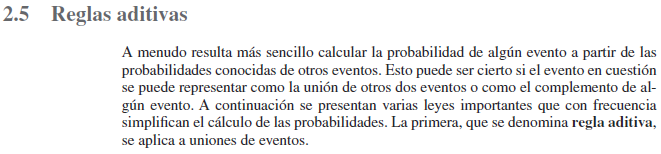 2.5 Reglas aditivas
A menudo resulta más sencillo calcular la probabilidad de algún evento a partir de las
probabilidades conocidas de otros eventos. Esto puede ser cierto si el evento en cuestión
se puede representar como la unión de otros dos eventos o como el complemento de al-
gún evento. A continuación se presentan varias leyes importantes que con frecuencia
simplifican el cálculo de las probabilidades. La primera, que se denomina regla aditiva,
se aplica a uniones de eventos.